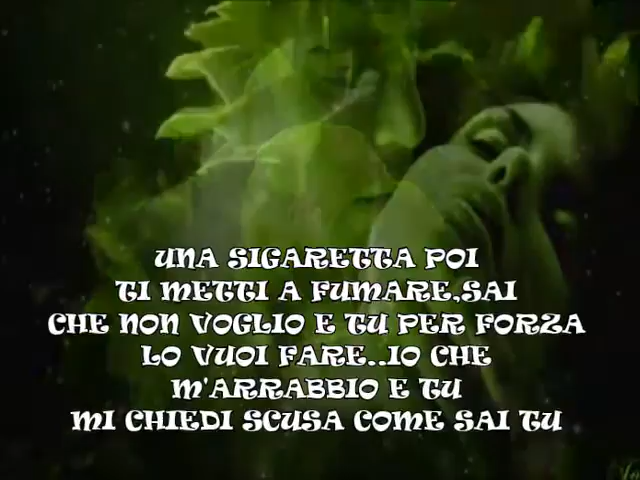 UNA SIGARETTA POI
TI METTI A FUMARE,SAI
CHE NON VOGLIO E TU PER FORZA
LO VUOI FARE..IO CHE
M'ARRABBIO E TU
MI CHIEDI SCUSA COME SAI TU